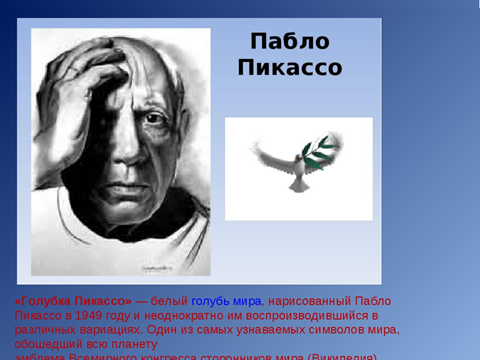 Пабло
Пикассо
«Голубка Пикассо» — белый голубь мира, нарисованный Пабло
Пикассо в 1949 году и неоднократно им воспроизводившийся в
различных вариациях. Один из самых узнаваемых символов мира,
обошедший всю планету
эмблема Всемирного конгресса сторонников мира (Википедия)